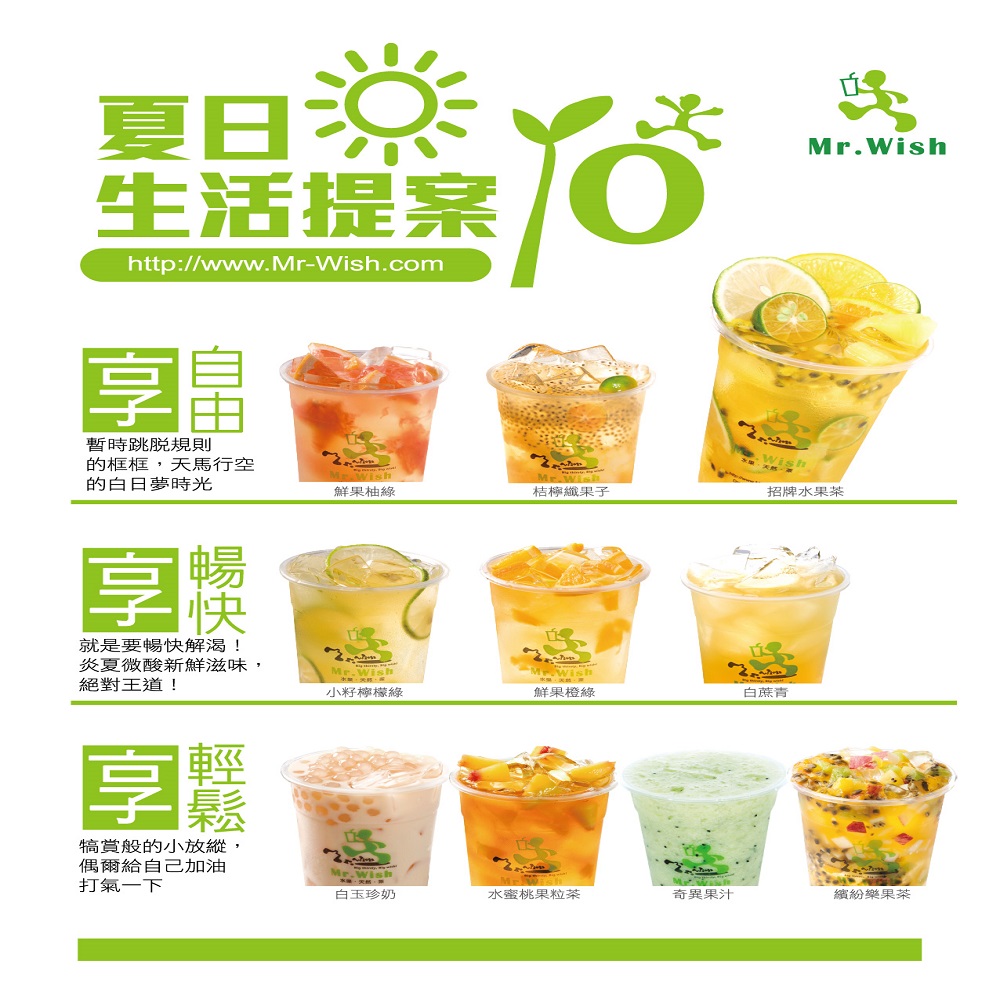 夏日
生活提案 10
http://www.Mr-Wish.com
Mr.Wish
享自由
暫時跳脫規則
的框框，天馬行空
的白日夢時光
鮮果柚綠
桔檸纖果子
招牌水果茶
享暢快
就是要暢快解渴！
炎夏微酸新鮮滋味，
絕對王道！
小籽檸檬綠
鮮果橙綠
白蔗青
享輕鬆
犒賞般的小放縱，
偶爾給自己加油
打氣一下
白玉珍奶
水蜜桃果粒茶
奇異果汁
繽紛樂果茶